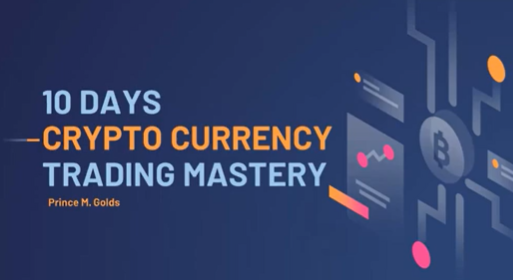 10 DAYS
CRYPTO CURRENCY
TRADING MASTERY
Prince M. Golds